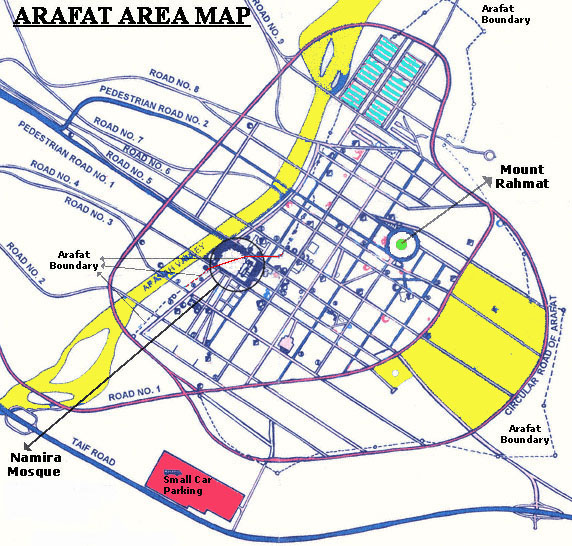 ARAFAT AREA MAP
Arafat
Boundary
ROAD NO. 9
ROAD NO. 8
PEDESTRIAN ROAD NO. 2
ROAD NO. 7
ROAD NO. 6
PEDESTRIAN ROAD NO. 1
ROAD NO. 5
ROAD NO. 4
ROAD NO. 3
ROAD NO. 2
Mount
Rahmat
Arafat
Boundary
VALLEY
CIRCULAR ROAD OF ARAFAT
ROAD NO. 1
Arafat
Boundary
Namira
Mosque
TAIF ROAD
Small Car
Parking